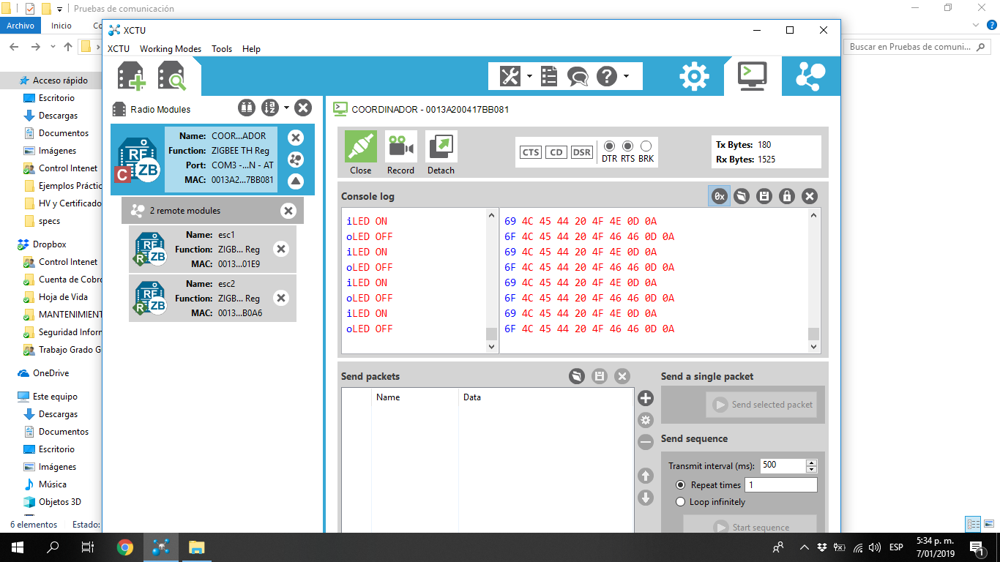 Pruebas de comunicación
Archivo
Inicio
Co
Buscar en Pruebas de comuni...
XCTU
XCTU Working Modes Tools Help
Acceso rápido
Escritorio
Descargas
Documentos
Imágenes
Control Intenet
Ejemplos Práctic
HV y Certificado
specs
Dropbox
Control Intenet
Cuenta de Cobro
Hoja de Vida
MANTENIMIENT
Seguridad Inform
Trabajo Grado G
OneDrive
Este equipo
Descargas
Documentos
Escritorio
Imágenes
Música
Objetos 3D
6 elementos Estado:
Radio Modules
RF
ZB
C
Name: COOR...ADOR
Function: ZIGBEE TH Reg
Port: COM3 -...N - AT
MAC: 0013A2...7BB081
2 remote modules
RF
ZB
R
Name: esc1
Function: ZIGB... Reg
MAC: 0013...01E9
RF
ZB
R
Name: esc2
Function: ZIGB... Reg
MAC: 0013...B0A6
COORDINADOR - 0013A200417BB081
Close
Record
Detach
CTS CD DSR
DTR RTS BRK
Tx Bytes: 180
Rx Bytes: 1525
Console log
0x
iLED ON 69 4C 45 44 20 4F 4E 0D 0A
oLED OFF 6F 4C 45 44 20 4F 46 46 0D 0A
iLED ON 69 4C 45 44 20 4F 4E 0D 0A
oLED OFF 6F 4C 45 44 20 4F 46 46 0D 0A
iLED ON 69 4C 45 44 20 4F 4E 0D 0A
oLED OFF 6F 4C 45 44 20 4F 46 46 0D 0A
iLED ON 69 4C 45 44 20 4F 4E 0D 0A
oLED OFF 6F 4C 45 44 20 4F 46 46 0D 0A
Send packets
Name Data
Send a single packet
Send selected packet
Send sequence
Transmit interval (ms): 500
Repeat times 1
Loop infinitely
Start sequence
ESP
5:34 p. m.
7/01/2019
1